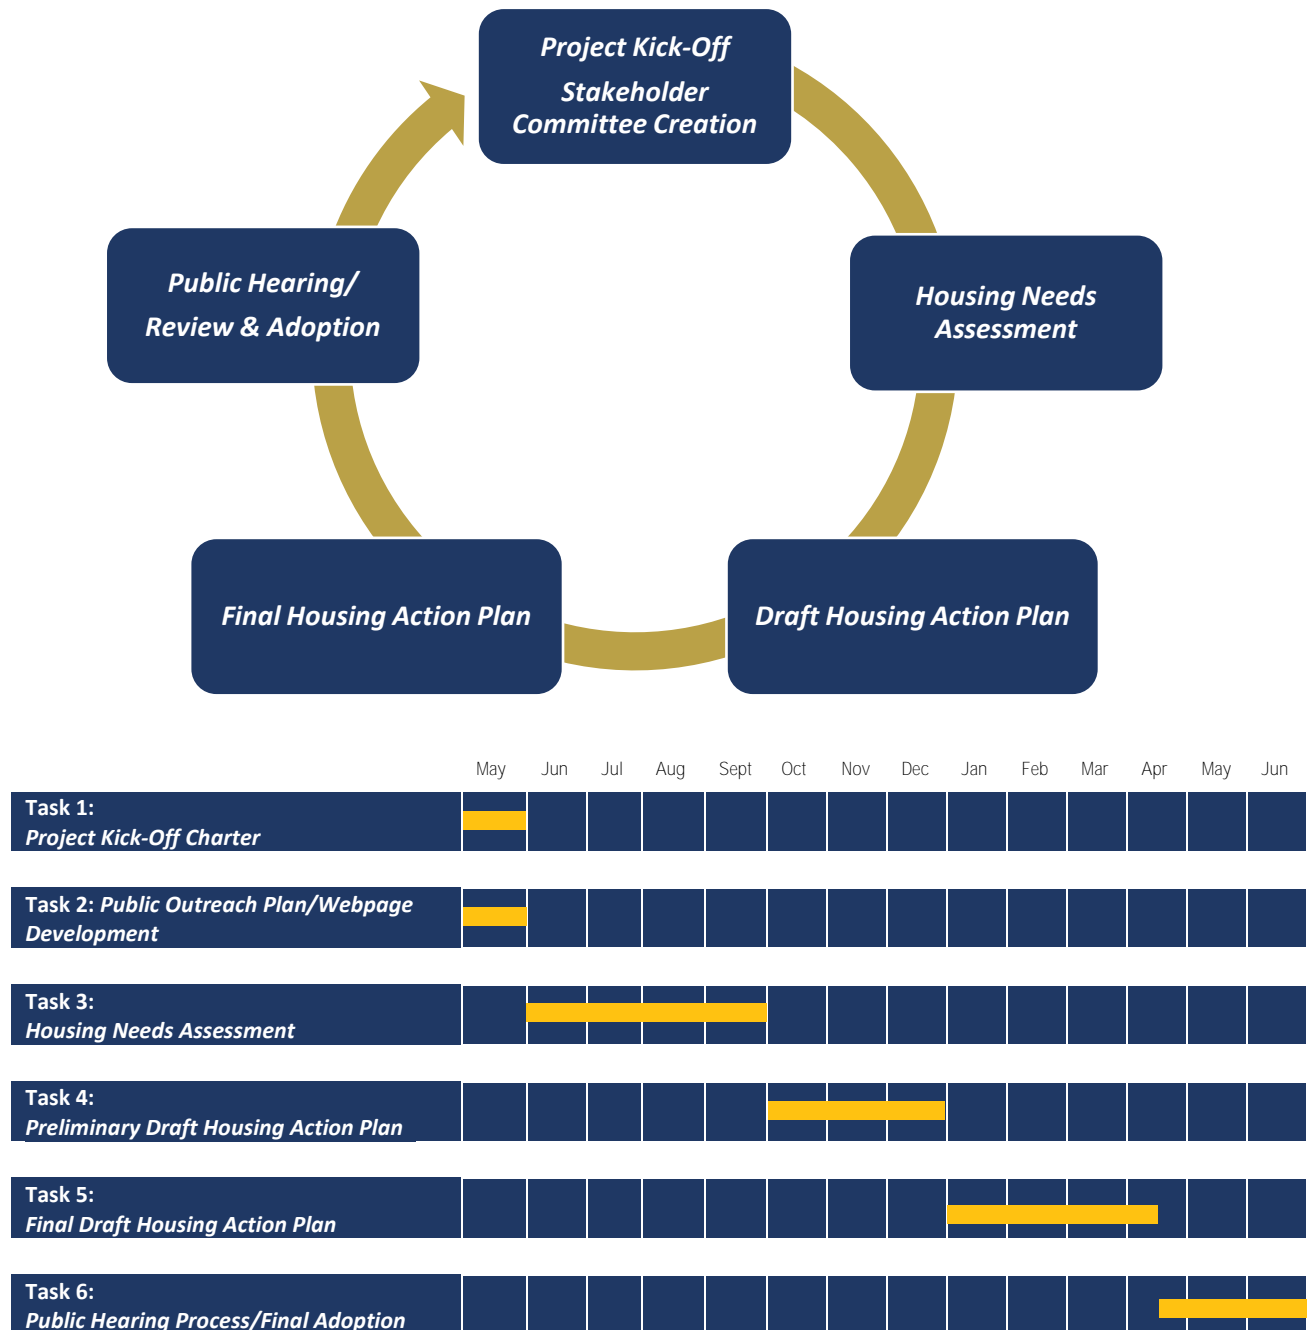 Project Kick-Off
Stakeholder
Committee Creation
Public Hearing/
Review & Adoption
Housing Needs
Assessment
Final Housing Action Plan
Draft Housing Action Plan
May Jun Jul Aug Sept Oct Nov Dec Jan Feb Mar Apr May Jun
Task 1:
Project Kick-Off Charter
Task 2: Public Outreach Plan/Webpage
Development
Task 3:
Housing Needs Assessment
Task 4:
Preliminary Draft Housing Action Plan
Task 5:
Final Draft Housing Action Plan
Task 6:
Public Hearing Process/Final Adoption